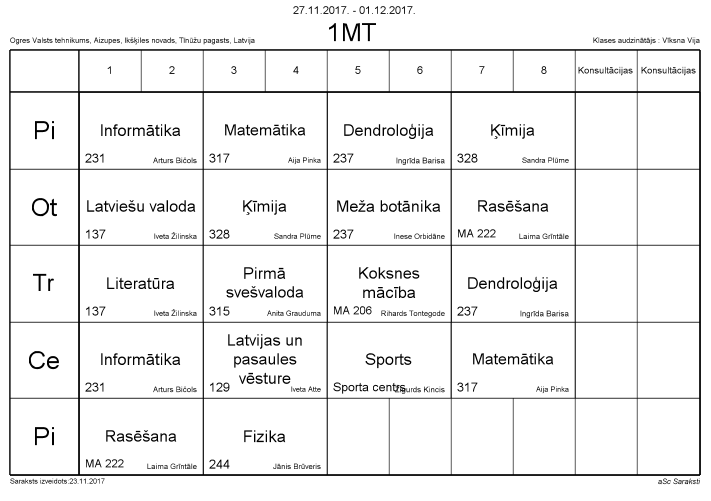 27.11.2017. - 01.12.2017.
1MT
Ogres Valsts tehnikums, Aizupes, Ikšķiles novads, Tīnūžu pagasts, Latvija
Klases audzinātājs : Vīksna Vija
1 2 3 4 5 6 7 8 Konsultācijas Konsultācijas
Pi
Informātika
231 Arturs Bičols
Matemātika
317 Aija Pinka
Dendroloģija
237 Ingrīda Barisa
Ķīmija
328 Sandra Plūme
Ot
Latviešu valoda
137 Iveta Žilinska
Ķīmija
328 Sandra Plūme
Meža botānika
237 Inese Orbidāne
Rasēšana
MA 222 Laima Grīntāle
Tr
Literatūra
137 Iveta Žilinska
Pirmā
svešvaloda
315 Anita Grauduma
Koksnes
mācība
MA 206 Rihards Tontegode
Dendroloģija
237 Ingrīda Barisa
Ce
Informātika
231 Arturs Bičols
Latvijas un
pasaules
vēsture
129 Iveta Atte
Sports
Sporta centrs Zigurds Kincis
Matemātika
317 Aija Pinka
Pi
Rasēšana
MA 222 Laima Grīntāle
Fizika
244 Jānis Brūveris
Saraksts izveidots:23.11.2017
aSc Saraksti